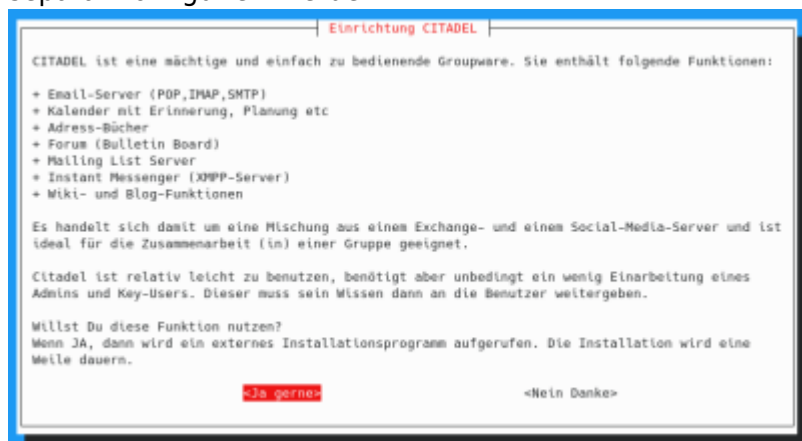 Einrichtung CITADEL
CITADEL ist eine mächtige und einfach zu bedienende Groupware. Sie enthält folgende Funktionen:
+ Email-Server (POP,IMAP,SMTP)
+ Kalender mit Erinnerung, Planung etc
+ Adress-Bücher
+ Forum (Bulletin Board)
+ Mailing List Server
+ Instant Messenger (XMPP-Server)
+ Wiki- und Blog-Funktionen
Es handelt sich damit um eine Mischung aus einem Exchange- und einem Social-Media-Server und ist
ideal für die Zusammenarbeit (in) einer Gruppe geeignet.
Citadel ist relativ leicht zu benutzen, benötigt aber unbedingt ein wenig Einarbeitung eines
Admins und Key-Users. Dieser muss sein Wissen dann an die Benutzer weitergeben.
Willst Du diese Funktion nutzen?
Wenn JA, dann wird ein externes Installationsprogramm aufgerufen. Die Installation wird eine
Weile dauern.
<Ja gerne> <Nein Danke>